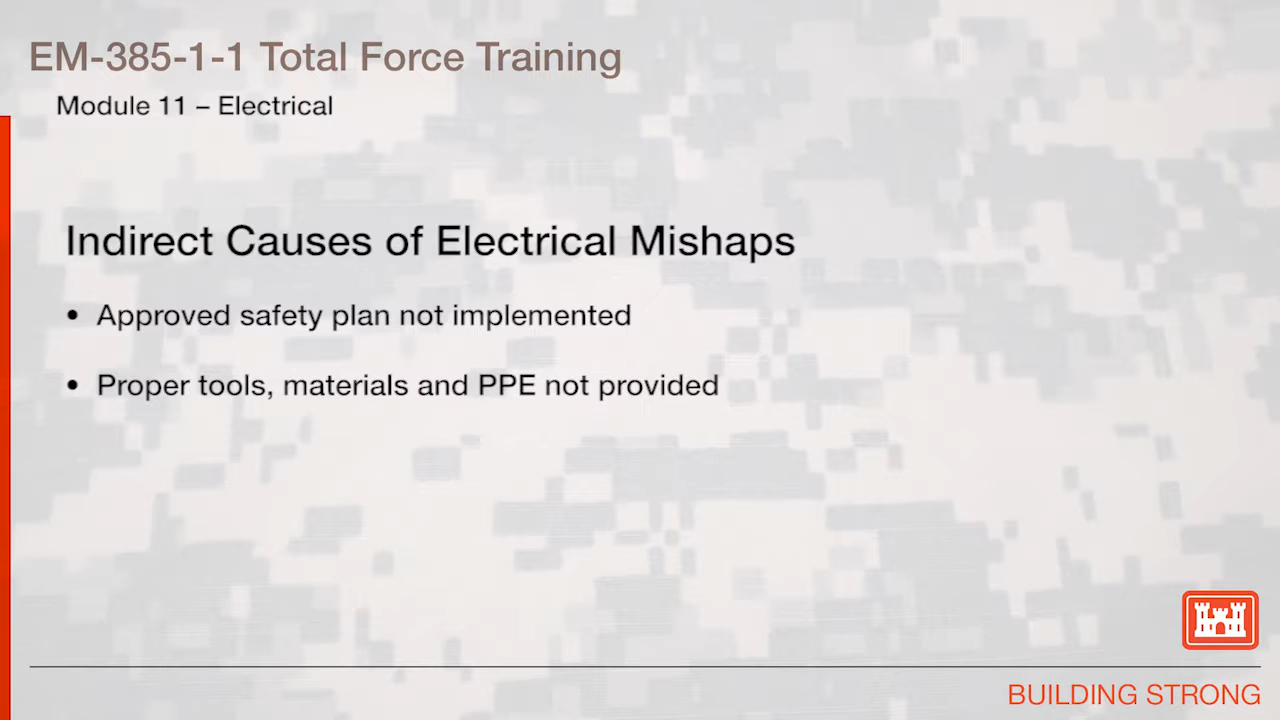 EM-385-1-1 Total Force Training
Module 11 – Electrical
Indirect Causes of Electrical Mishaps
• Approved safety plan not implemented
• Proper tools, materials and PPE not provided
BUILDING STRONG